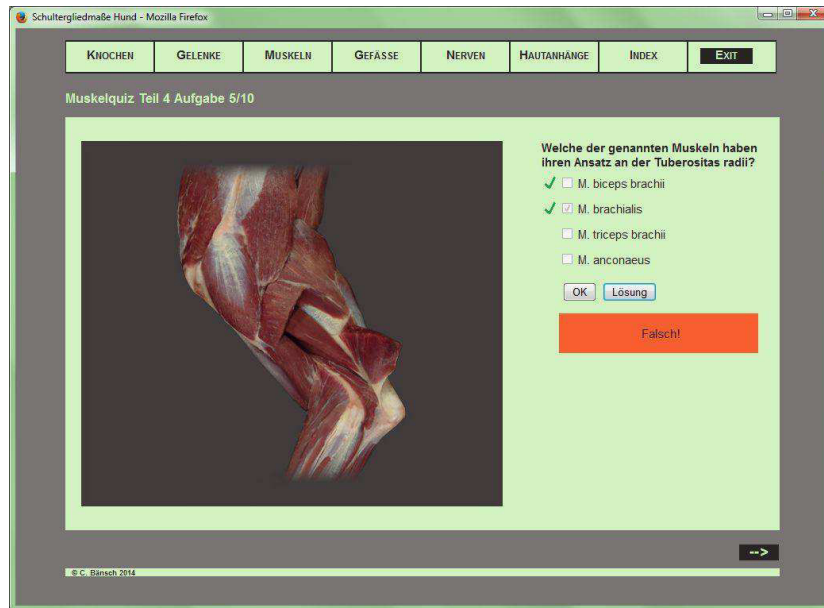 Schultergliedmaße Hund - Mozilla Firefox
KNOCHEN GELENKE MUSKELN GEFÄSSE NERVEN HAUTANHÄNGE INDEX EXIT
Muskelquiz Teil 4 Aufgabe 5/10
Welche der genannten Muskeln haben
ihren Ansatz an der Tuberositas radii?
M. biceps brachii
M. brachialis
M. triceps brachii
M. anconaeus
OK Lösung
Falsch!
-->
© C. Bänsch 2014